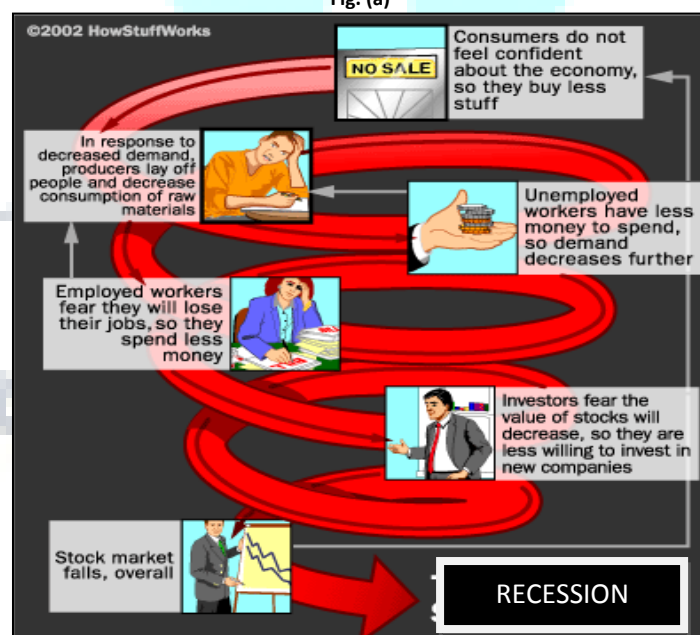 Fig. (a)
©2002 HowStuffWorks
NO SALE
Consumers do not
feel confident
about the economy,
so they buy less
stuff
In response to
decreased demand,
producers lay off
people and decrease
consumption of raw
materials
Unemployed
workers have less
money to spend,
so demand
decreases further
Employed workers
fear they will lose
their jobs, so they
spend less
money
Investors fear the
value of stocks will
decrease, so they are
less willing to invest in
new companies
Stock market
falls, overall
RECESSION